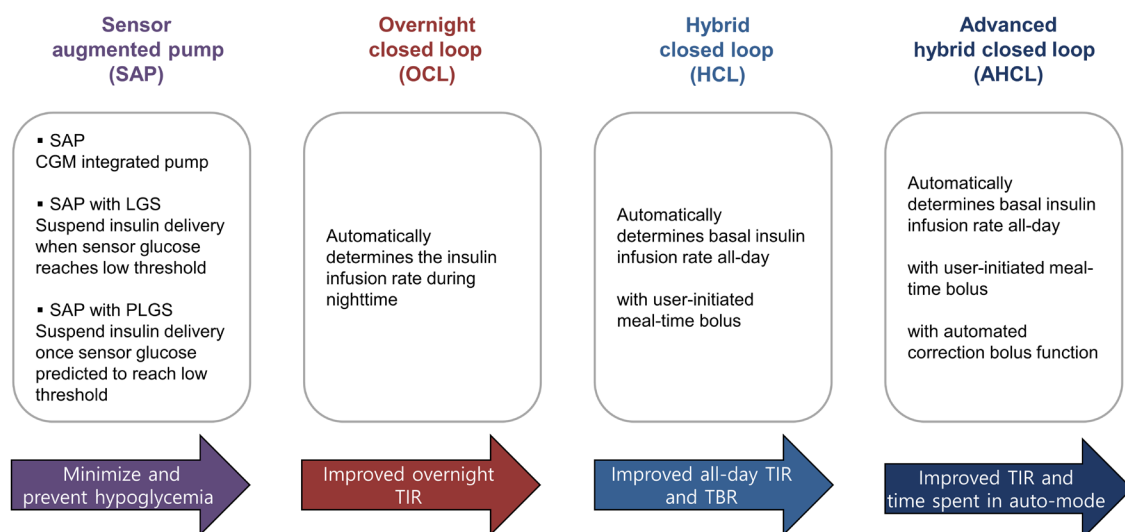 Sensor
augmented pump
(SAP)
▪ SAP
CGM integrated pump
▪ SAP with LGS
Suspend insulin delivery
when sensor glucose
reaches low threshold
▪ SAP with PLGS
Suspend insulin delivery
once sensor glucose
predicted to reach low
threshold
Minimize and
prevent hypoglycemia
Overnight
closed loop
(OCL)
Automatically
determines the insulin
infusion rate during
nighttime
Improved overnight
TIR
Hybrid
closed loop
(HCL)
Automatically
determines basal insulin
infusion rate all-day
with user-initiated
meal-time bolus
Improved all-day TIR
and TBR
Advanced
hybrid closed loop
(AHCL)
Automatically
determines basal insulin
infusion rate all-day
with user-initiated meal-
time bolus
with automated
correction bolus function
Improved TIR and
time spent in auto-mode